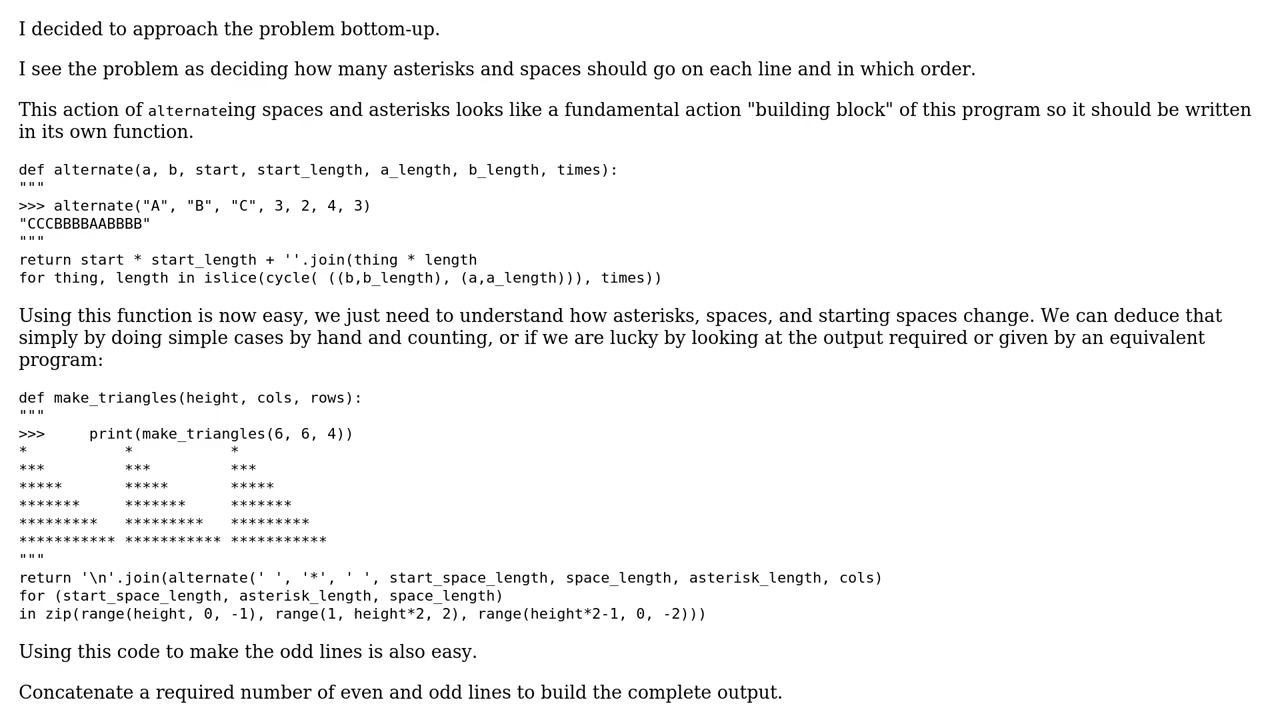 I decided to approach the problem bottom-up.
I see the problem as deciding how many asterisks and spaces should go on each line and in which order.
This action of alternateing spaces and asterisks looks like a fundamental action "building block" of this program so it should be written
in its own function.
def alternate(a, b, start, start_length, a_length, b_length, times):
"""
>>> alternate("A", "B", "C", 3, 2, 4, 3)
"CCCBBBBAABBBB"
"""
return start * start_length + ''.join(thing * length
for thing, length in islice(cycle( ((b,b_length), (a,a_length))), times))
Using this function is now easy, we just need to understand how asterisks, spaces, and starting spaces change. We can deduce that
simply by doing simple cases by hand and counting, or if we are lucky by looking at the output required or given by an equivalent
program:
def make_triangles(height, cols, rows):
"""
>>>     print(make_triangles(6, 6, 4))
*           *           *
***         ***         ***
*****       *****       *****
*******     *******     *******
*********   *********   *********
*********** *********** ***********
"""
return '\n'.join(alternate(' ', '*', ' ', start_space_length, space_length, asterisk_length, cols)
for (start_space_length, asterisk_length, space_length)
in zip(range(height, 0, -1), range(1, height*2, 2), range(height*2-1, 0, -2)))
Using this code to make the odd lines is also easy.
Concatenate a required number of even and odd lines to build the complete output.